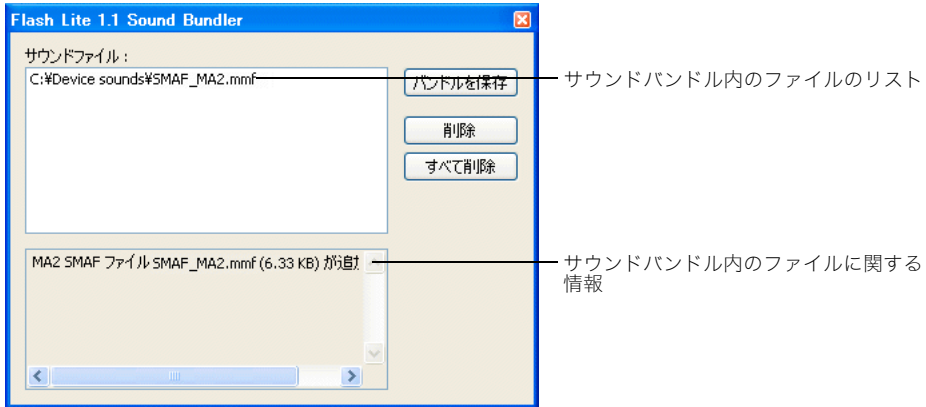 Flash Lite 1.1 Sound Bundler
サウンドファイル :
C:¥Device sounds¥SMAF_MA2.mmf
バンドルを保存
サウンドバンドル内のファイルのリスト
削除
すべて削除
MA2 SMAF ファイル SMAF_MA2.mmf (6.33 KB) が追
サウンドバンドル内のファイルに関する
情報